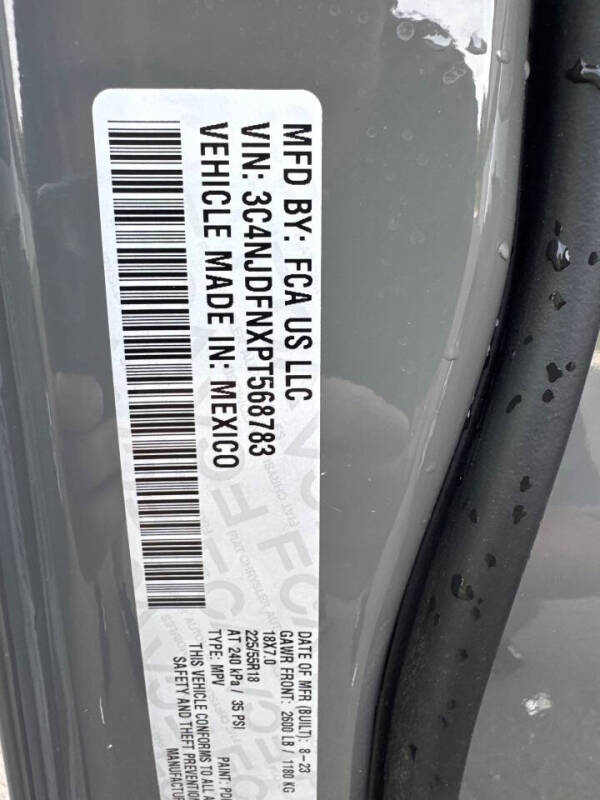 MFD BY: FCA US LLC
VIN: 3C4NJDFNXPT568783
VEHICLE MADE IN: MEXICO
DATE OF MFR (BUILT): 8-23
GAWR FRONT: 2600 LB / 1180 KG
18X7.0
225/55R18
AT 240 kPa / 35 PSI
TYPE: MPV
PAINT:
THIS VEHICLE CONFORMS TO ALL
SAFETY AND THEFT PREVENTION